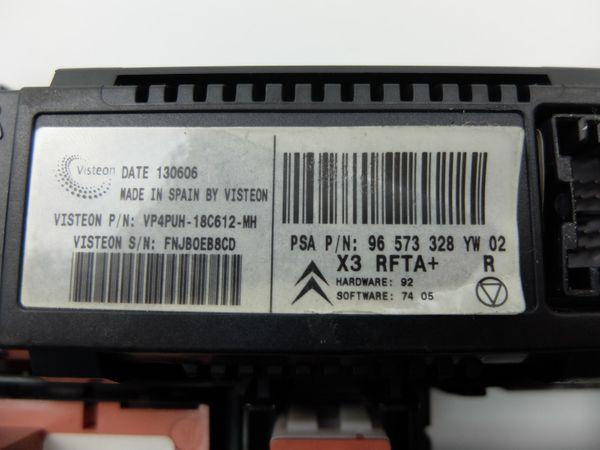 Visteon DATE 130606
MADE IN SPAIN BY VISTEON
VISTEON P/N: VP4PUH-18C612-MH
VISTEON S/N: FNJB0EB8CD
PSA P/N: 96 573 328 YW 02
X3 RFTA+ R
HARDWARE: 92
SOFTWARE: 74 05